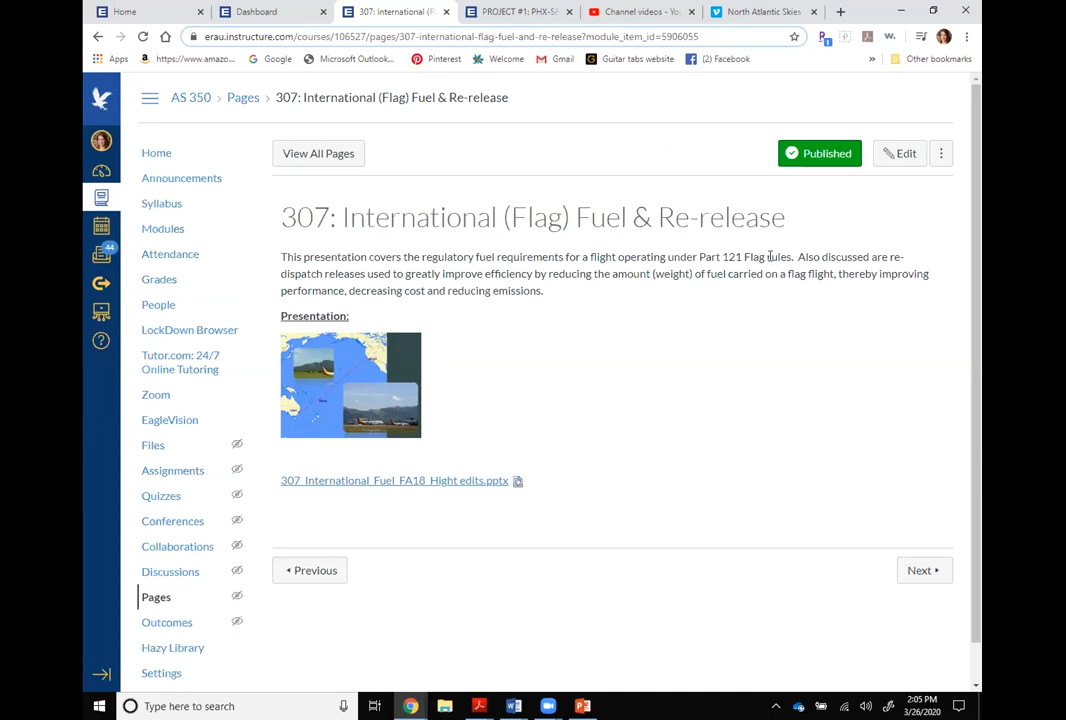 Home
Dashboard
307: International (F
PROJECT #1: PHX-S
Channel videos - Yo
North Atlantic Skies
erau.instructure.com/courses/106527/pages/307-international-flag-fuel-and-re-release?module_item_id=5906055
Apps
https://www.amazo...
Google
Microsoft Outlook...
Pinterest
Welcome
Gmail
Guitar tabs website
(2) Facebook
»
Other bookmarks
AS 350 › Pages › 307: International (Flag) Fuel & Re-release
View All Pages
Published
Edit
Home
Announcements
Syllabus
Modules
Attendance
Grades
People
LockDown Browser
Tutor.com: 24/7
Online Tutoring
Zoom
EagleVision
Files
Assignments
Quizzes
Conferences
Collaborations
Discussions
Pages
Outcomes
Hazy Library
Settings
44
307: International (Flag) Fuel & Re-release
This presentation covers the regulatory fuel requirements for a flight operating under Part 121 Flag rules. Also discussed are re-
dispatch releases used to greatly improve efficiency by reducing the amount (weight) of fuel carried on a flag flight, thereby improving
performance, decreasing cost and reducing emissions.
Presentation:
307_International_Fuel_FA18_Hight edits.pptx
Previous
Next
Type here to search
2:05 PM
3/26/2020